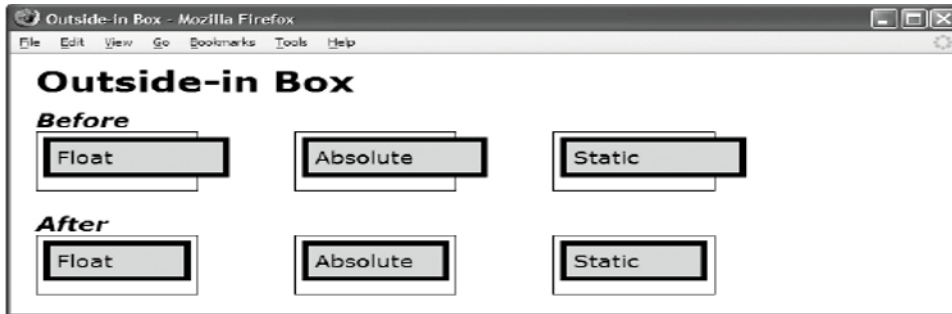 Outside-in Box - Mozilla Firefox
File Edit View Go Bookmarks Tools Help
Outside-in Box
Before
Float Absolute Static
After
Float Absolute Static